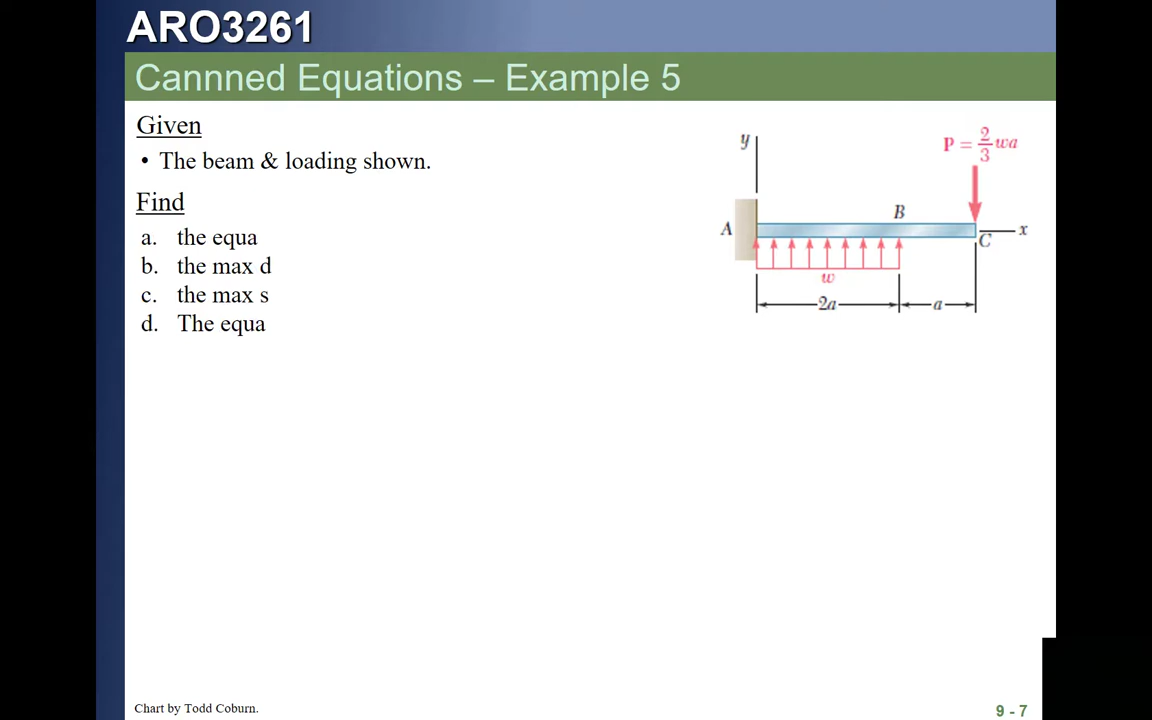 ARO3261
Cannned Equations – Example 5
Given
• The beam & loading shown.
Find
a. the equa
b. the max d
c. the max s
d. The equa
y
P = 2/3 wa
A
B
C
x
w
2a
a
Chart by Todd Coburn.
9 - 7